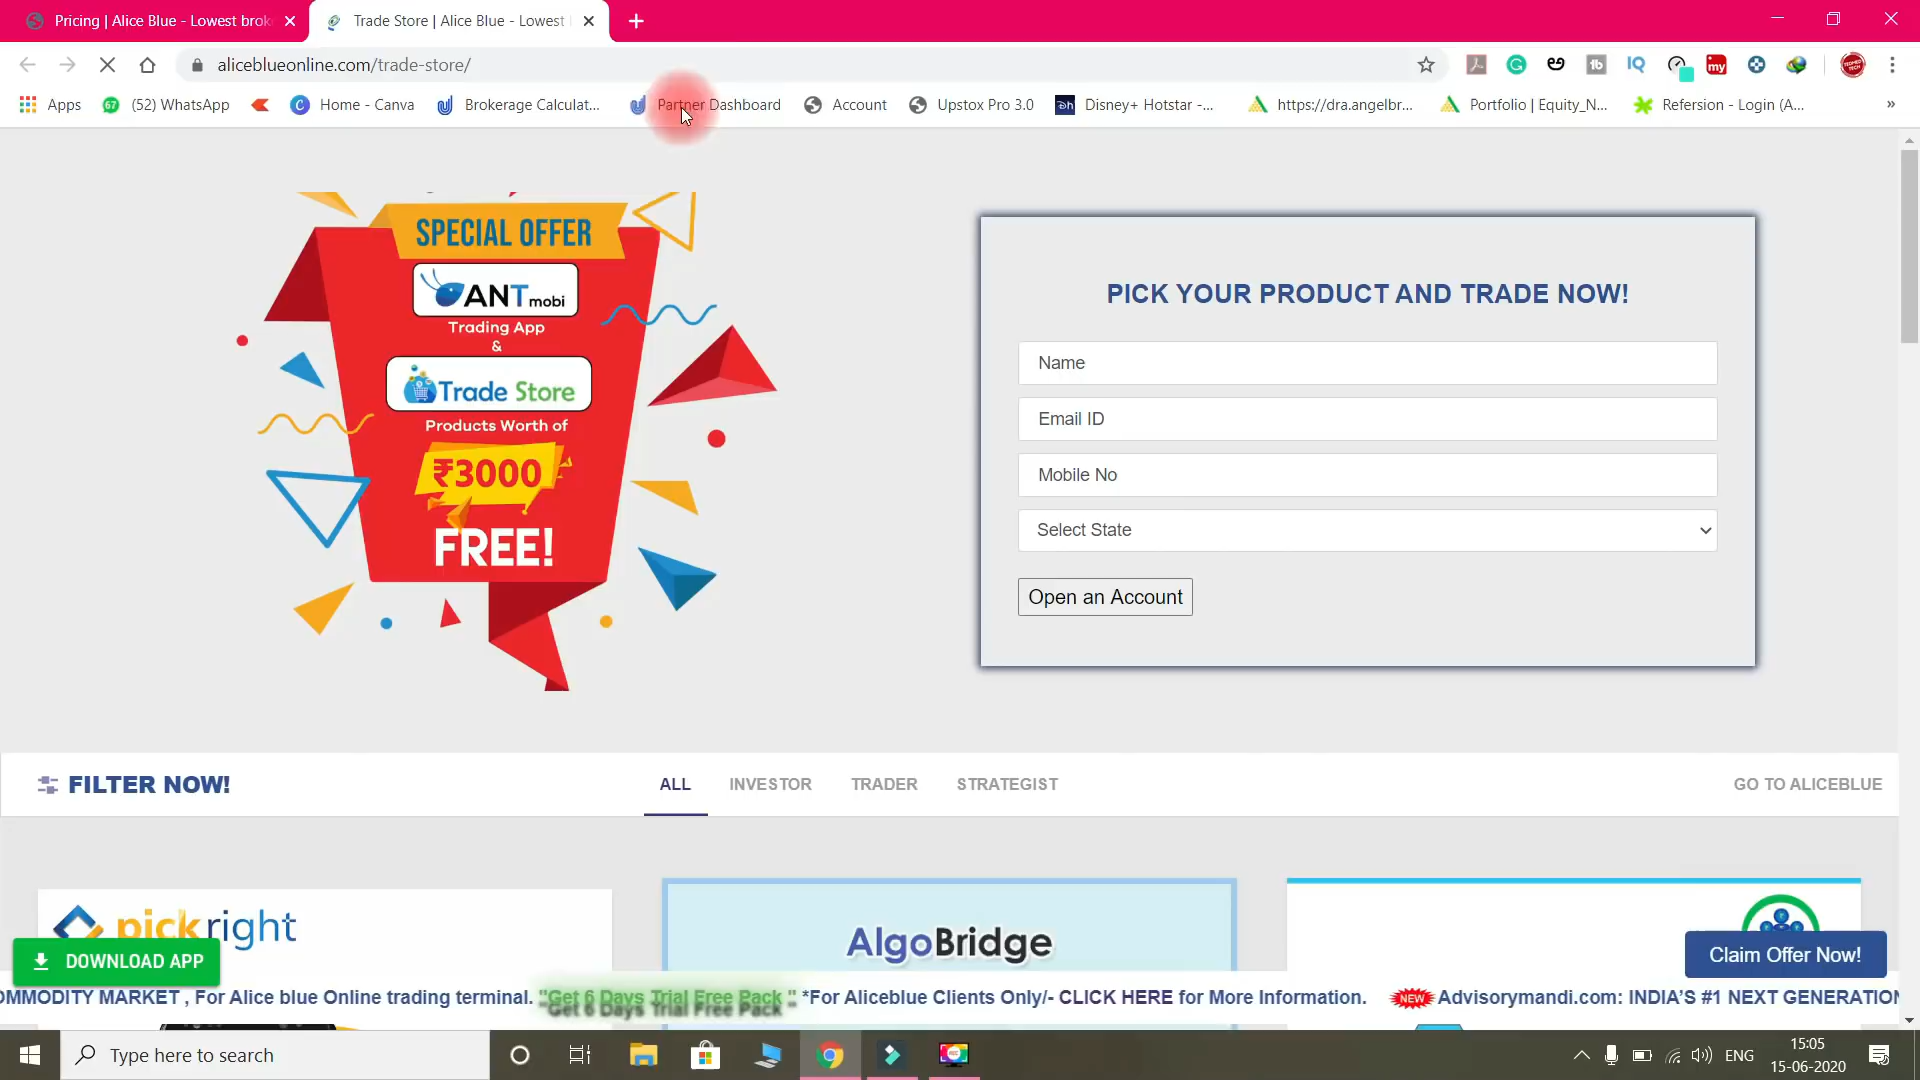 Pricing | Alice Blue - Lowest brok
Trade Store | Alice Blue - Lowest
aliceblueonline.com/trade-store/
Apps
(52) WhatsApp
Home - Canva
Brokerage Calculat...
Partner Dashboard
Account
Upstox Pro 3.0
Disney+ Hotstar -...
https://dra.angelbr...
Portfolio | Equity_N...
Refersion - Login (A...
SPECIAL OFFER
ANT mobi
Trading App
&
Trade Store
Products Worth of
₹3000
FREE!
PICK YOUR PRODUCT AND TRADE NOW!
Name
Email ID
Mobile No
Select State
Open an Account
FILTER NOW!
ALL
INVESTOR
TRADER
STRATEGIST
GO TO ALICEBLUE
pickright
AlgoBridge
DOWNLOAD APP
Claim Offer Now!
OMMODITY MARKET , For Alice blue Online trading terminal. "Get 6 Days Trial Free Pack " *For Aliceblue Clients Only/- CLICK HERE for More Information. NEW Advisorymandi.com: INDIA'S #1 NEXT GENERATION
Type here to search
ENG
15:05
15-06-2020